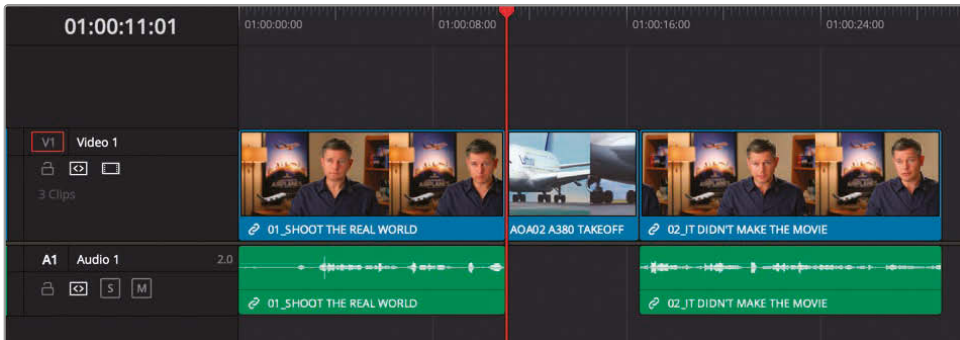 01:00:11:01
01:00:00:00
01:00:08:00
01:00:16:00
01:00:24:00
V1 Video 1
3 Clips
01_SHOOT THE REAL WORLD
AOA02 A380 TAKEOFF
02_IT DIDN'T MAKE THE MOVIE
A1 Audio 1 2.0
S M
01_SHOOT THE REAL WORLD
02_IT DIDN'T MAKE THE MOVIE